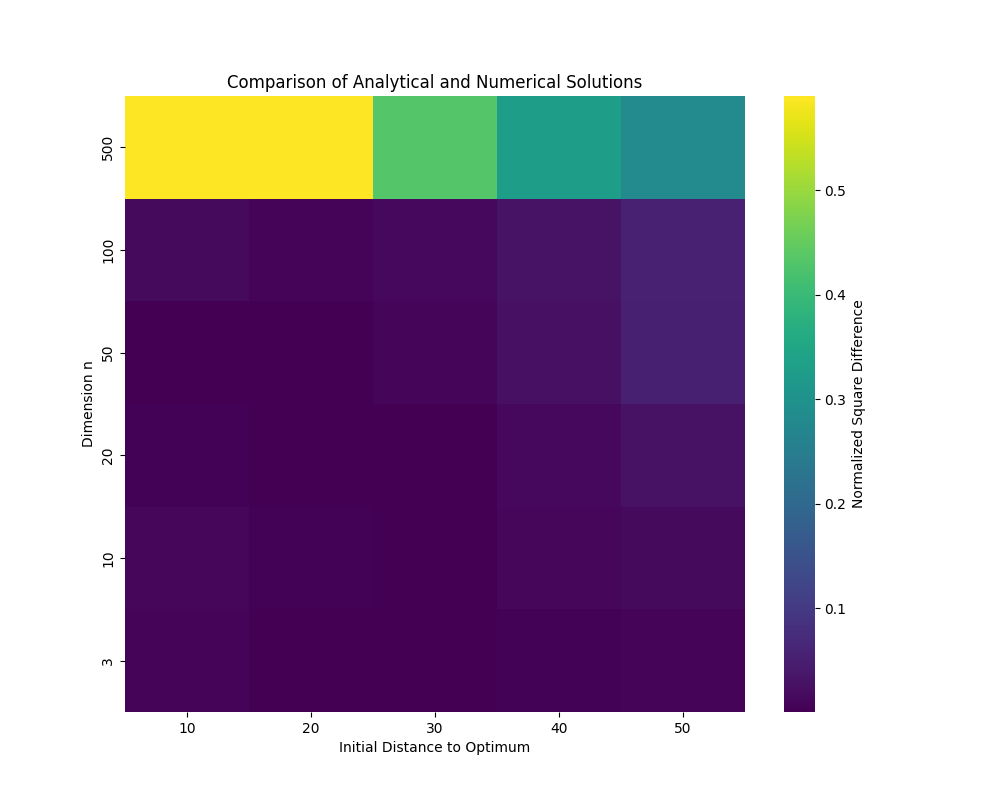 Comparison of Analytical and Numerical Solutions
Dimension n
500
100
50
20
10
3
10 20 30 40 50
Initial Distance to Optimum
0.5
0.4
0.3
0.2
0.1
Normalized Square Difference